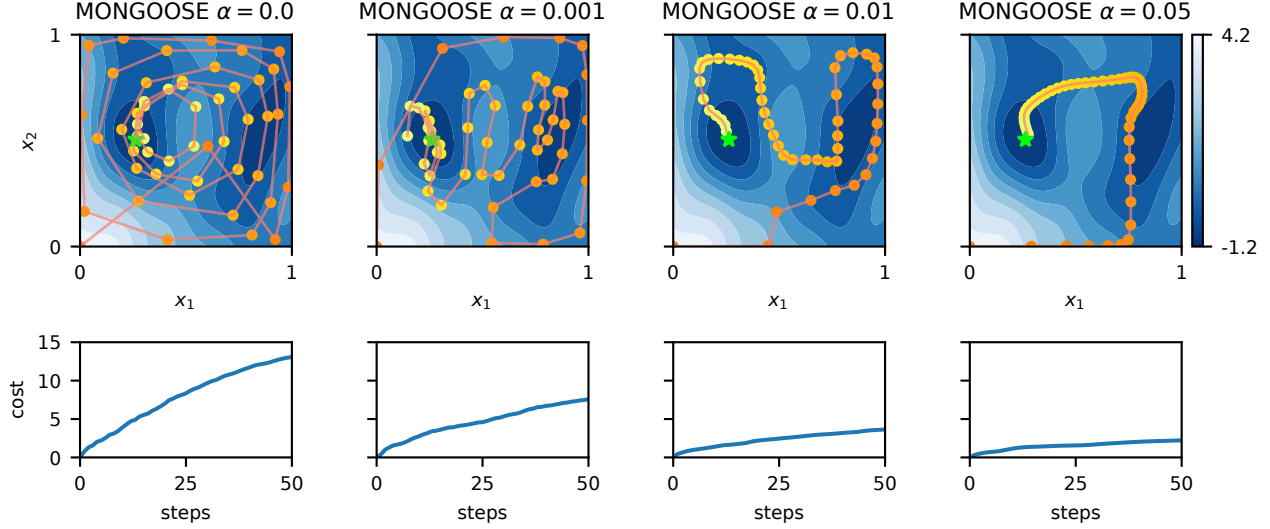 MONGOOSE α = 0.0
MONGOOSE α = 0.001
MONGOOSE α = 0.01
MONGOOSE α = 0.05
1
x₂
0
0 1
x₁
0 1
x₁
0 1
x₁
0 1
x₁
4.2
-1.2
15
10
5
0
cost
0 25 50
steps
0 25 50
steps
0 25 50
steps
0 25 50
steps